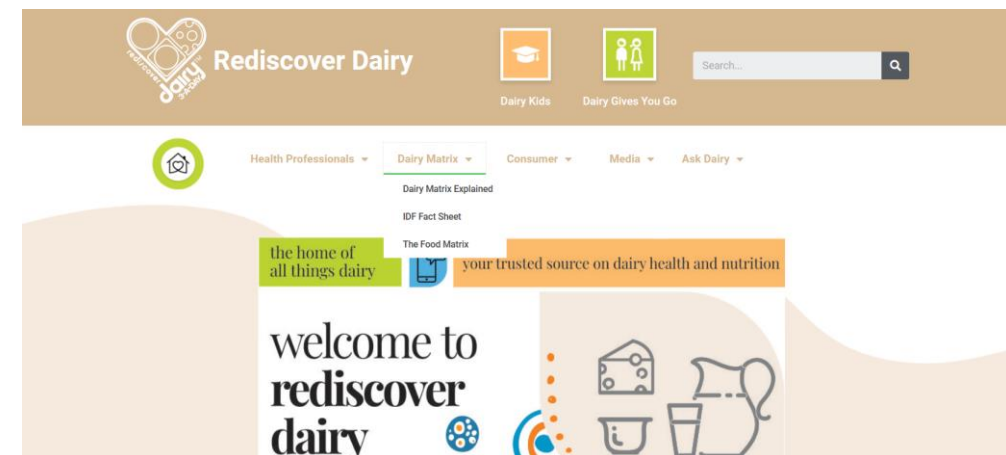 rediscover
dairy
Rediscover Dairy
Dairy Kids
Dairy Gives You Go
Search...
Health Professionals
Dairy Matrix
Consumer
Media
Ask Dairy
Dairy Matrix Explained
IDF Fact Sheet
The Food Matrix
the home of
all things dairy
your trusted source on dairy health and nutrition
welcome to
rediscover
dairy